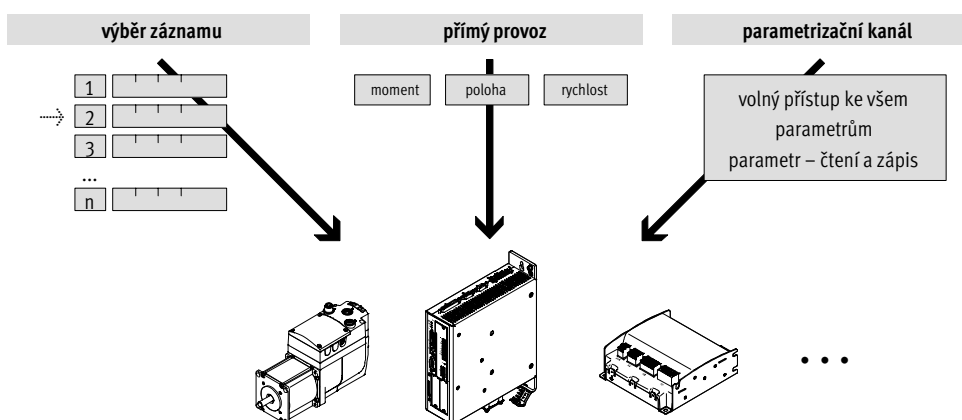 výběr záznamu
přímý provoz
parametrizační kanál
1
2
3
...
n
moment
poloha
rychlost
volný přístup ke všem
parametrům
parametr – čtení a zápis
...